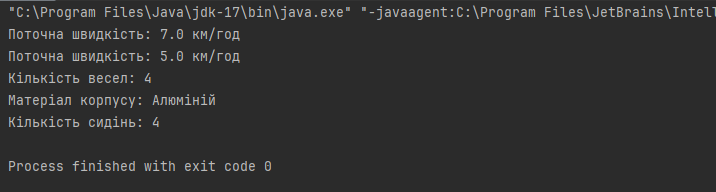 "C:\Program Files\Java\jdk-17\bin\java.exe" "-javaagent:C:\Program Files\JetBrains\Intell
Поточна швидкість: 7.0 км/год
Поточна швидкість: 5.0 км/год
Кількість весел: 4
Матеріал корпусу: Алюміній
Кількість сидінь: 4
Process finished with exit code 0